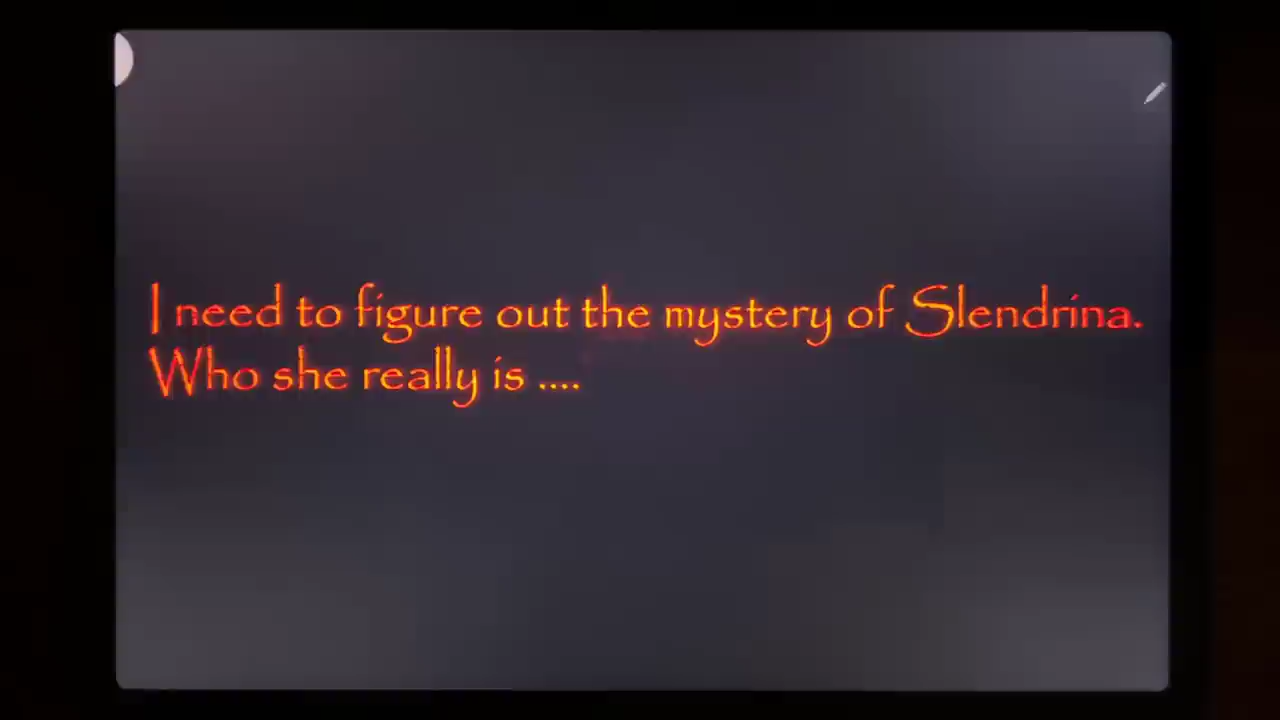 I need to figure out the mystery of Slendrina.
Who she really is ....